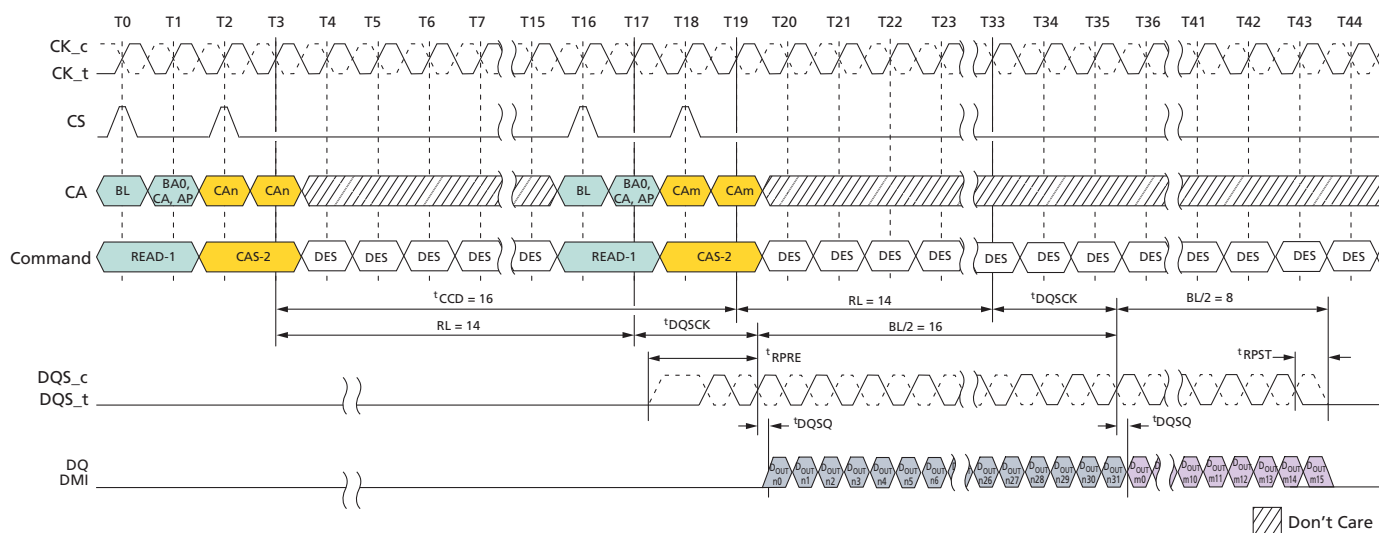 T0 T1 T2 T3 T4 T5 T6 T7 T15 T16 T17 T18 T19 T20 T21 T22 T23 T33 T34 T35 T36 T41 T42 T43 T44
CK_c
CK_t
CS
CA
BL
BA0,
CA, AP
CAn
CAn
BL
BA0,
CA, AP
CAm
CAm
Command
READ-1 CAS-2 DES DES DES DES DES READ-1 CAS-2 DES DES DES DES DES DES DES DES DES DES DES DES
tCCD = 16
RL = 14
tDQSCK
BL/2 = 8
RL = 14
tDQSCK
BL/2 = 16
tRPRE
tRPST
DQS_c
DQS_t
tDQSQ
tDQSQ
DQ
DMI
DOUT n0
DOUT n1
DOUT n2
DOUT n3
DOUT n4
DOUT n5
DOUT n6
DOUT n26
DOUT n27
DOUT n28
DOUT n29
DOUT n30
DOUT n31
DOUT m0
DOUT m10
DOUT m11
DOUT m12
DOUT m13
DOUT m14
DOUT m15
Don't Care